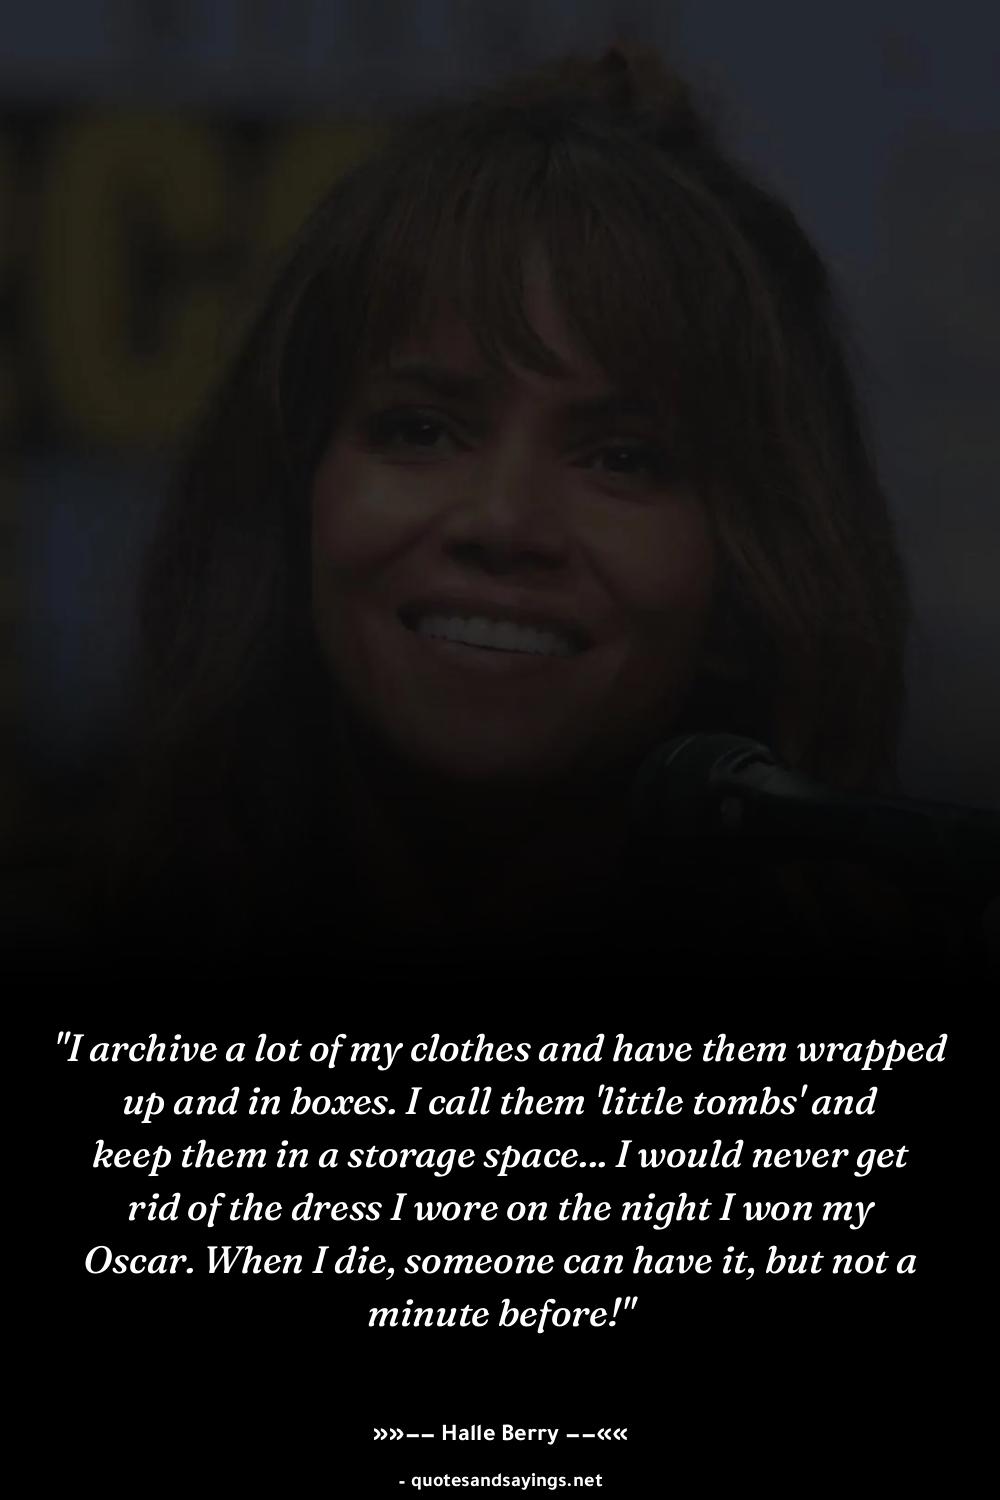 "I archive a lot of my clothes and have them wrapped
up and in boxes. I call them 'little tombs' and
keep them in a storage space... I would never get
rid of the dress I wore on the night I won my
Oscar. When I die, someone can have it, but not a
minute before!"
»»–– Halle Berry ––««
- quotesandsayings.net